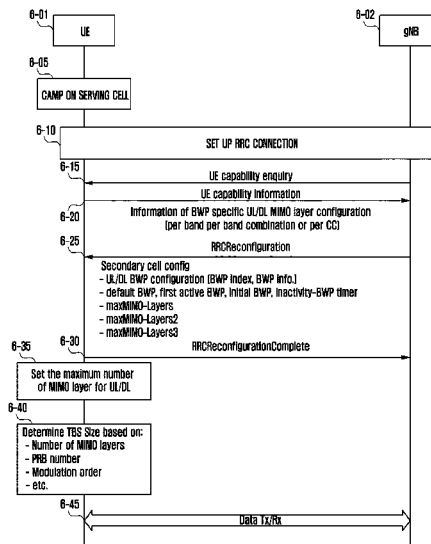 6-01
6-02
UE
gNB
6-05
CAMP ON SERVING CELL
6-10
SET UP RRC CONNECTION
6-15
UE capability enquiry
UE capability information
6-20
Information of BWP specific UL/DL MIMO layer configuration
(per band per band combination or per CC)
6-25
RRCReconfiguration
Secondary cell config
- UL/DL BWP configuration (BWP index, BWP info.)
- default BWP, first active BWP, initial BWP, inactivity-BWP timer
- maxMIMO-Layers
- maxMIMO-Layers2
- maxMIMO-Layers3
6-30
RRCReconfigurationComplete
6-35
Set the maximum number
of MIMO layer for UL/DL
6-40
Determine TBS Size based on:
- Number of MIMO layers
- PRB number
- Modulation order
- etc.
6-45
Data Tx/Rx